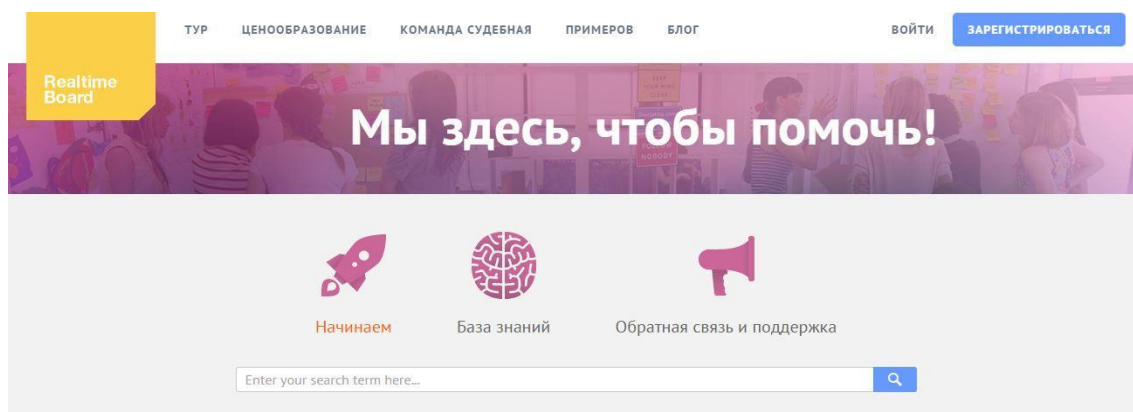 ТУР ЦЕНООБРАЗОВАНИЕ КОМАНДА СУДЕБНАЯ ПРИМЕРОВ БЛОГ ВОЙТИ ЗАРЕГИСТРИРОВАТЬСЯ
Realtime
Board
Мы здесь, чтобы помочь!
NOBODY
Начинаем База знаний Обратная связь и поддержка
Enter your search term here...